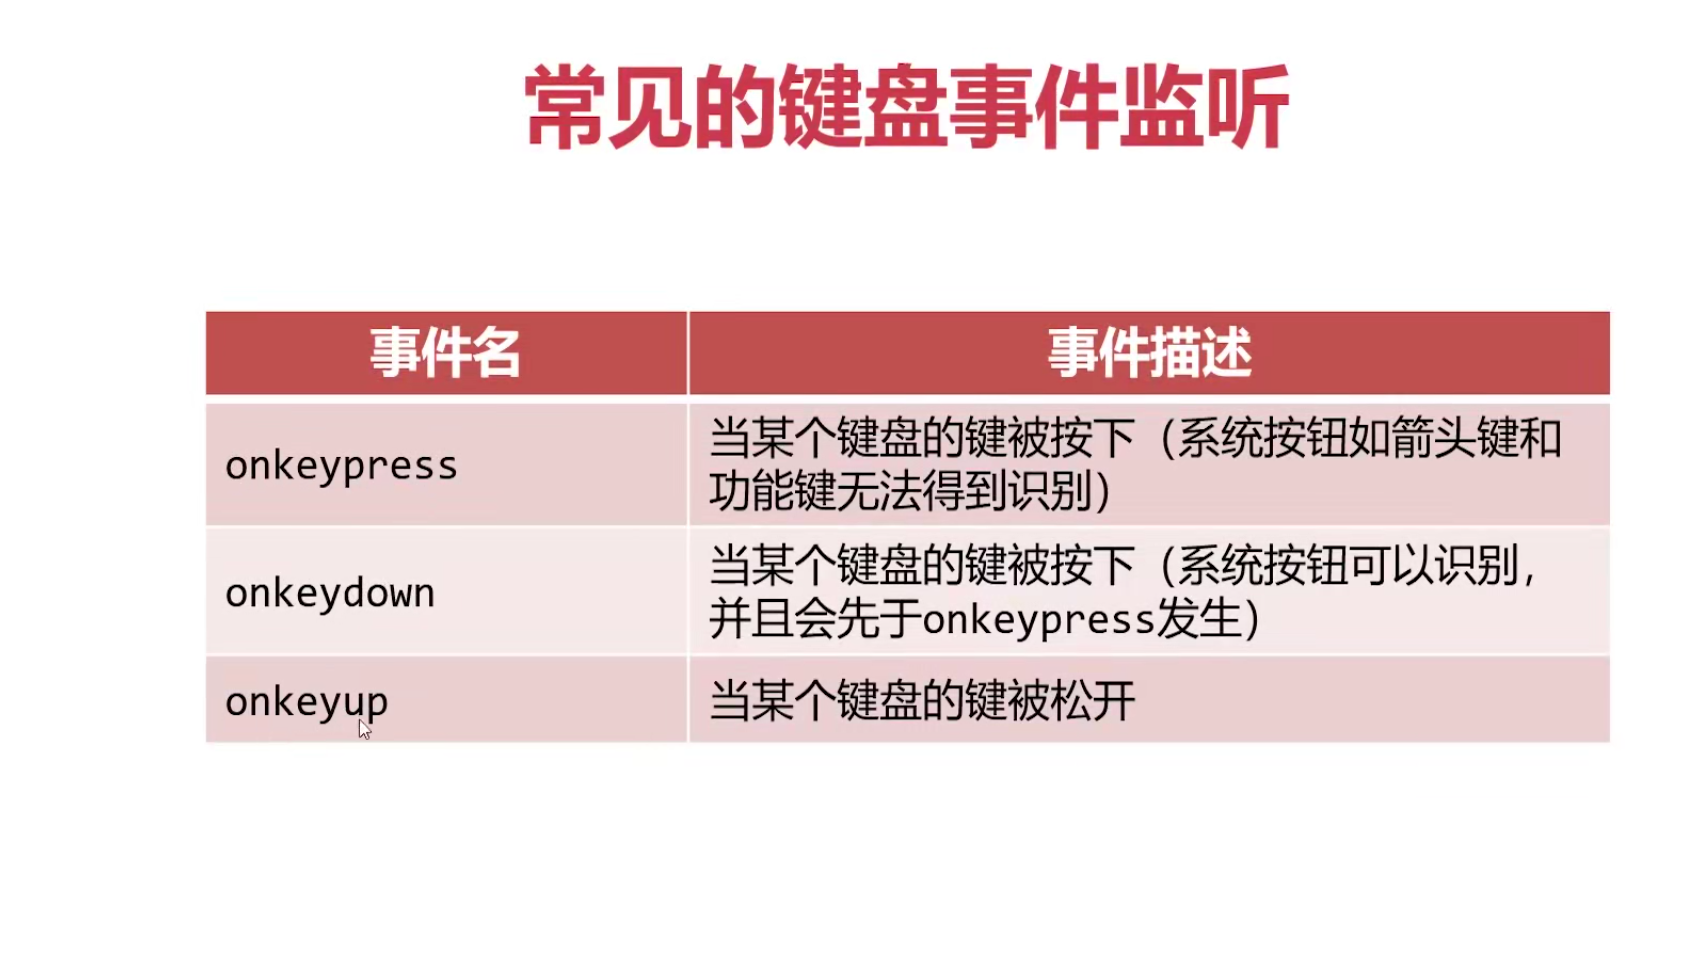 常见的键盘事件监听
事件名
事件描述
onkeypress
当某个键盘的键被按下（系统按钮如箭头键和
功能键无法得到识别）
onkeydown
当某个键盘的键被按下（系统按钮可以识别，
并且会先于onkeypress发生）
onkeyup
当某个键盘的键被松开